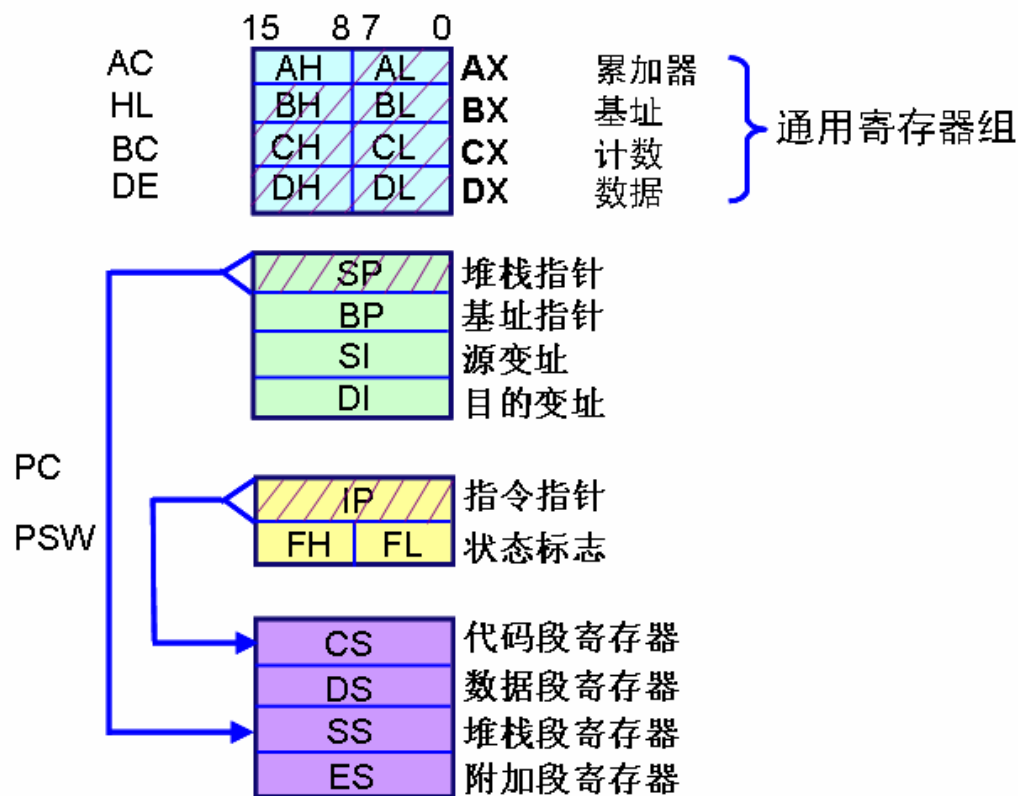 15 8 7 0
AC AH AL AX 累加器
HL BH BL BX 基址
BC CH CL CX 计数
DE DH DL DX 数据
通用寄存器组
SP 堆栈指针
BP 基址指针
SI 源变址
DI 目的变址
PC IP 指令指针
PSW FH FL 状态标志
CS 代码段寄存器
DS 数据段寄存器
SS 堆栈段寄存器
ES 附加段寄存器